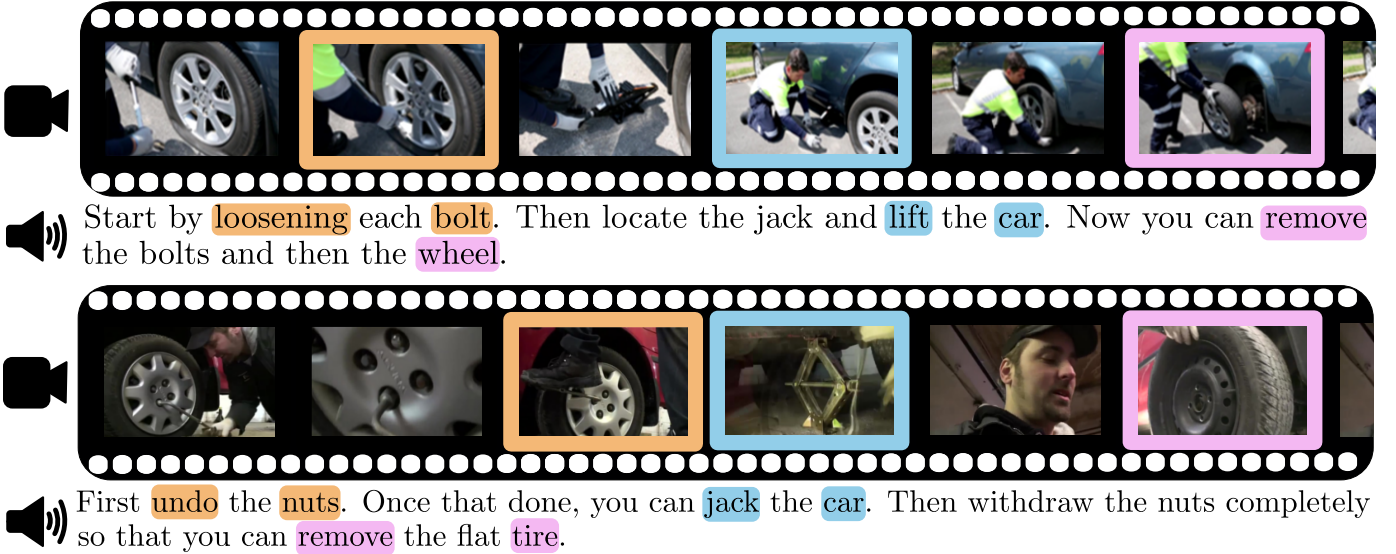 Start by loosening each bolt. Then locate the jack and lift the car. Now you can remove
the bolts and then the wheel.
First undo the nuts. Once that done, you can jack the car. Then withdraw the nuts completely
so that you can remove the flat tire.